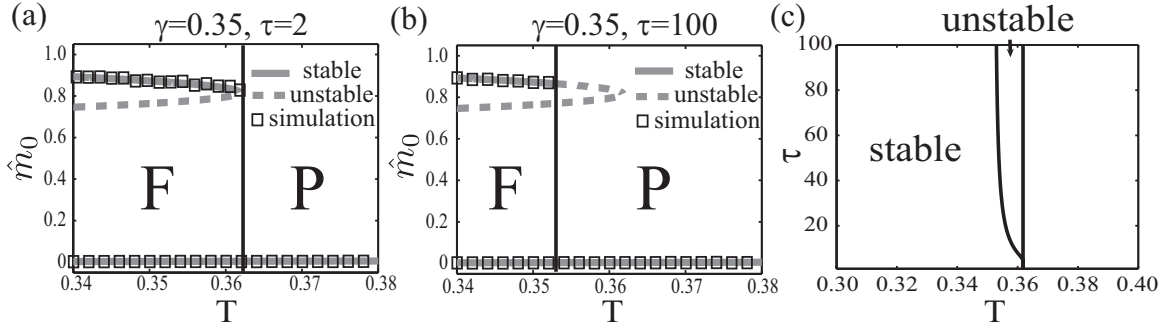 (a)
γ=0.35, τ=2
1.0
0.8
0.6
0.4
0.2
0
m̂₀
stable
unstable
simulation
F
P
0.34
0.35
0.36
0.37
0.38
T
(b)
γ=0.35, τ=100
1.0
0.8
0.6
0.4
0.2
0
m̂₀
stable
unstable
simulation
F
P
0.34
0.35
0.36
0.37
0.38
T
(c)
unstable
100
80
60
40
20
τ
stable
0.30
0.32
0.34
0.36
0.38
0.40
T